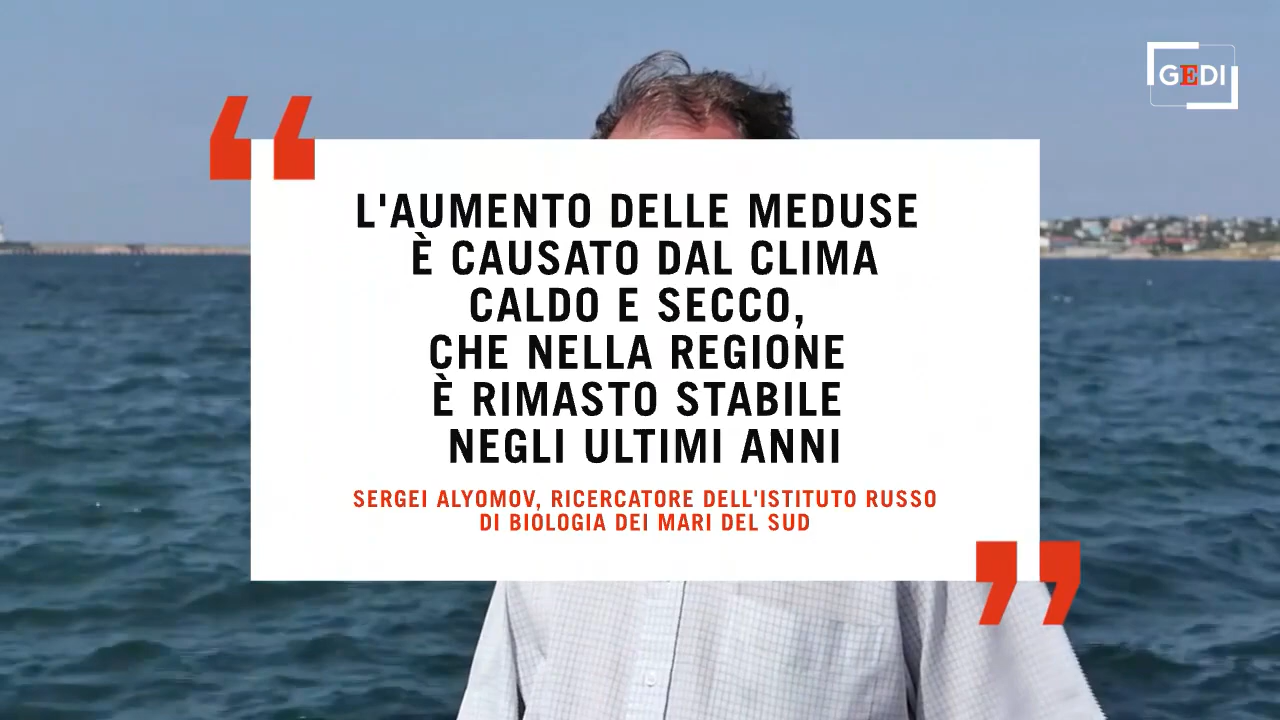 GEDI
“
L'AUMENTO DELLE MEDUSE
È CAUSATO DAL CLIMA
CALDO E SECCO,
CHE NELLA REGIONE
È RIMASTO STABILE
NEGLI ULTIMI ANNI
SERGEI ALYOMOV, RICERCATORE DELL'ISTITUTO RUSSO
DI BIOLOGIA DEI MARI DEL SUD
”